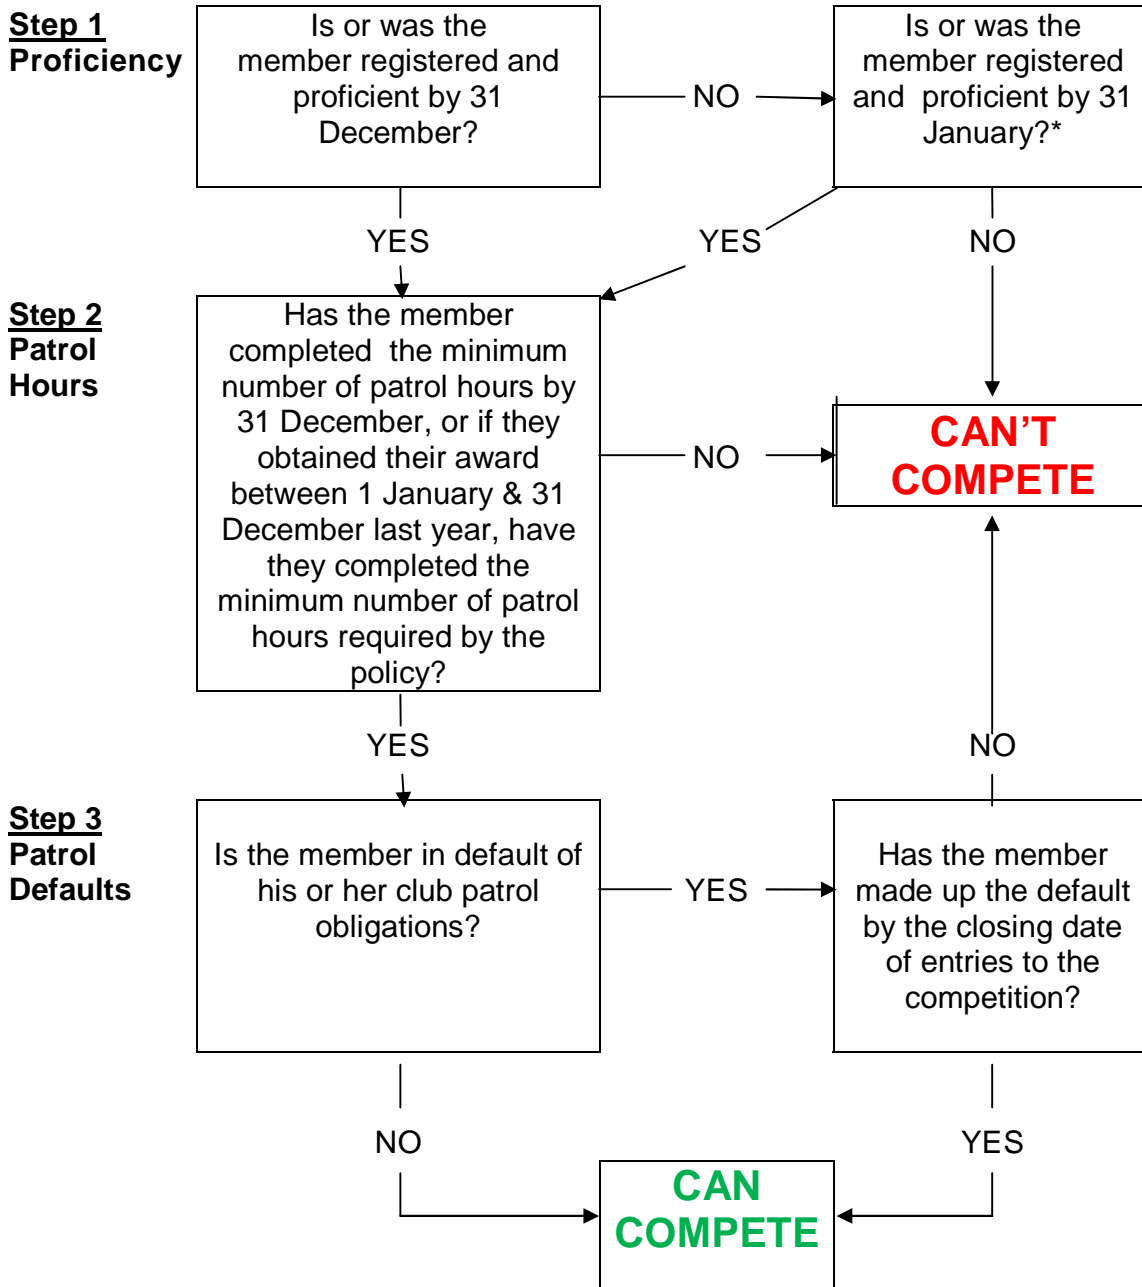 Step 1
Proficiency
Is or was the
member registered and
proficient by 31
December?
NO
Is or was the
member registered
and proficient by 31
January?*
YES
YES
NO
Step 2
Patrol
Hours
Has the member
completed the minimum
number of patrol hours by
31 December, or if they
obtained their award
between 1 January & 31
December last year, have
they completed the
minimum number of patrol
hours required by the
policy?
NO
CAN'T
COMPETE
YES
NO
Step 3
Patrol
Defaults
Is the member in default of
his or her club patrol
obligations?
YES
Has the member
made up the default
by the closing date
of entries to the
competition?
NO
YES
CAN
COMPETE